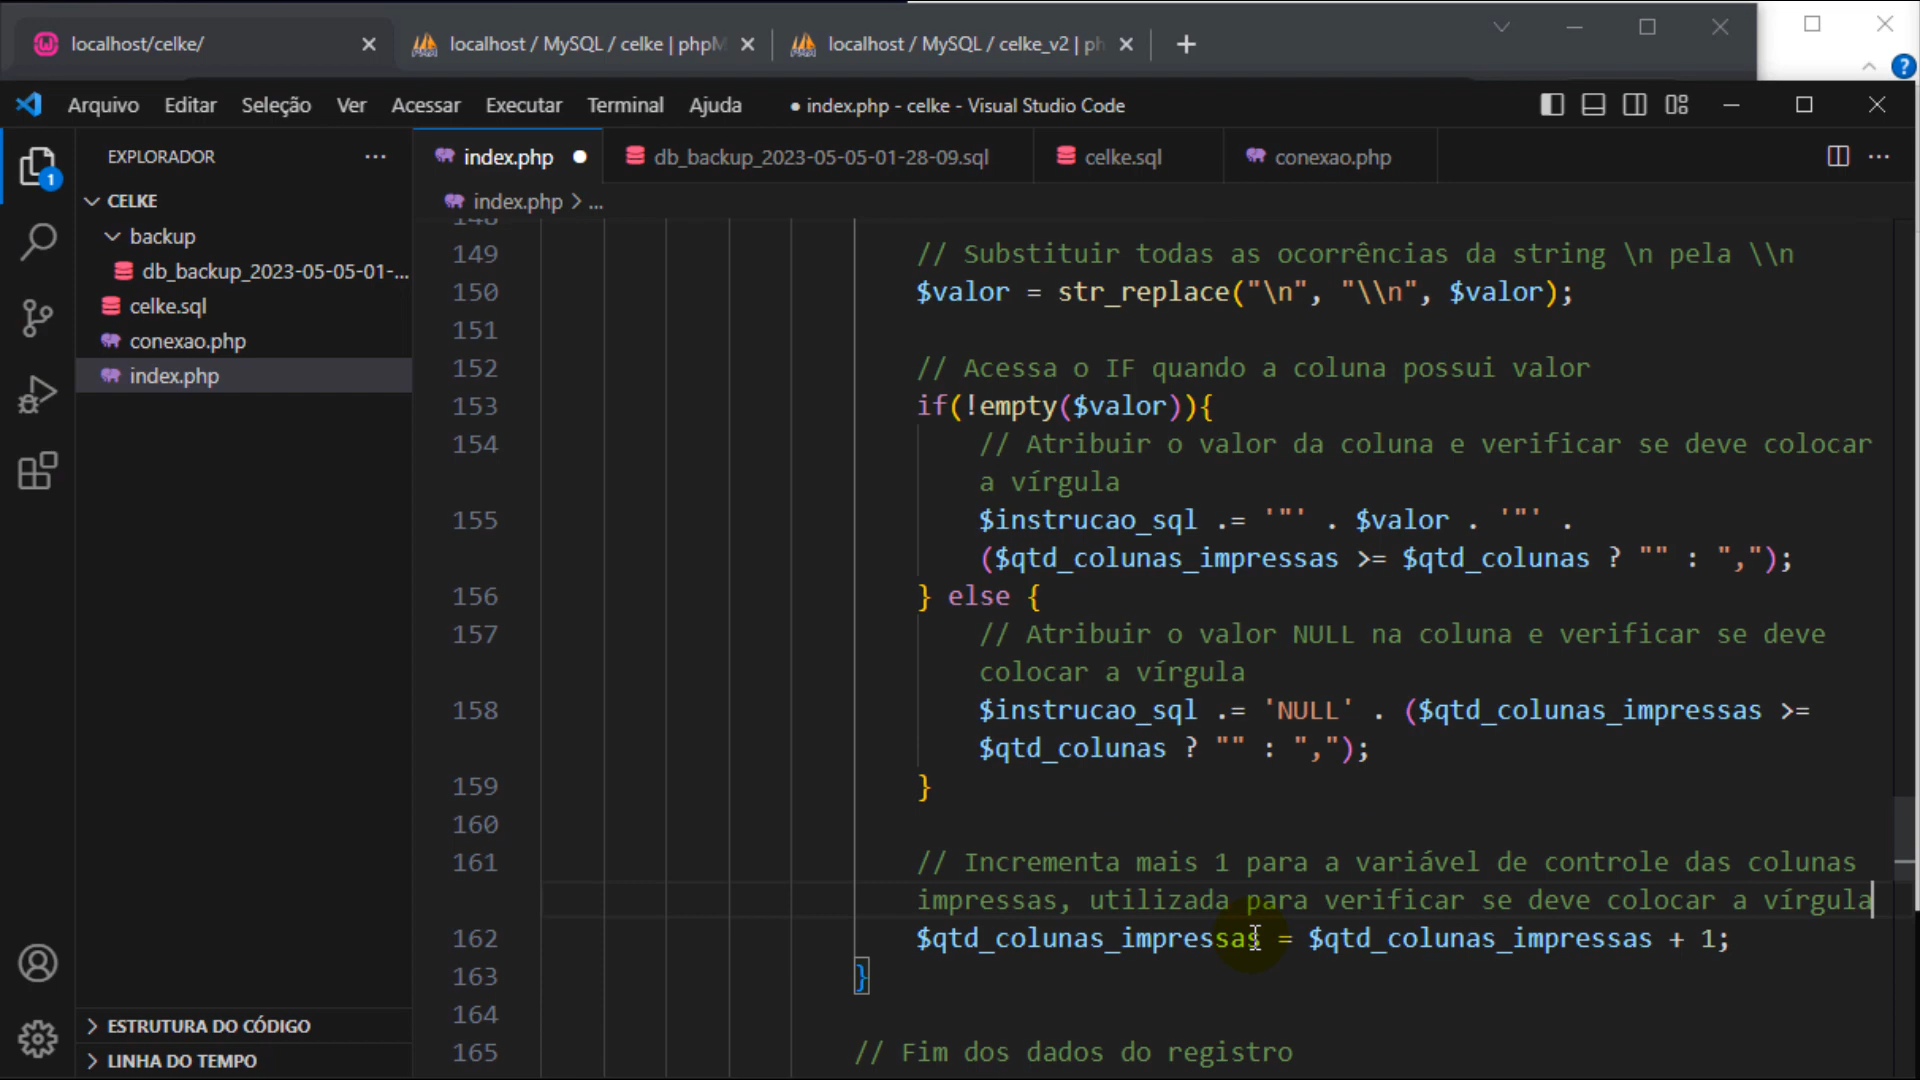 localhost/celke/
localhost / MySQL / celke | phpM
localhost / MySQL / celke_v2 | ph
Arquivo Editar Seleção Ver Acessar Executar Terminal Ajuda
● index.php - celke - Visual Studio Code
EXPLORADOR
1
CELKE
backup
db_backup_2023-05-05-01-...
celke.sql
conexao.php
index.php
ESTRUTURA DO CÓDIGO
LINHA DO TEMPO
index.php
db_backup_2023-05-05-01-28-09.sql
celke.sql
conexao.php
index.php > ...
148
149 // Substituir todas as ocorrências da string \n pela \\n
150 $valor = str_replace("\n", "\\n", $valor);
151
152 // Acessa o IF quando a coluna possui valor
153 if(!empty($valor)){
154 // Atribuir o valor da coluna e verificar se deve colocar
a vírgula
155 $instrucao_sql .= '"' . $valor . '"' .
($qtd_colunas_impressas >= $qtd_colunas ? "" : ",");
156 } else {
157 // Atribuir o valor NULL na coluna e verificar se deve
colocar a vírgula
158 $instrucao_sql .= 'NULL' . ($qtd_colunas_impressas >=
$qtd_colunas ? "" : ",");
159 }
160
161 // Incrementa mais 1 para a variável de controle das colunas
impressas, utilizada para verificar se deve colocar a vírgula
162 $qtd_colunas_impressas = $qtd_colunas_impressas + 1;
163 }
164
165 // Fim dos dados do registro